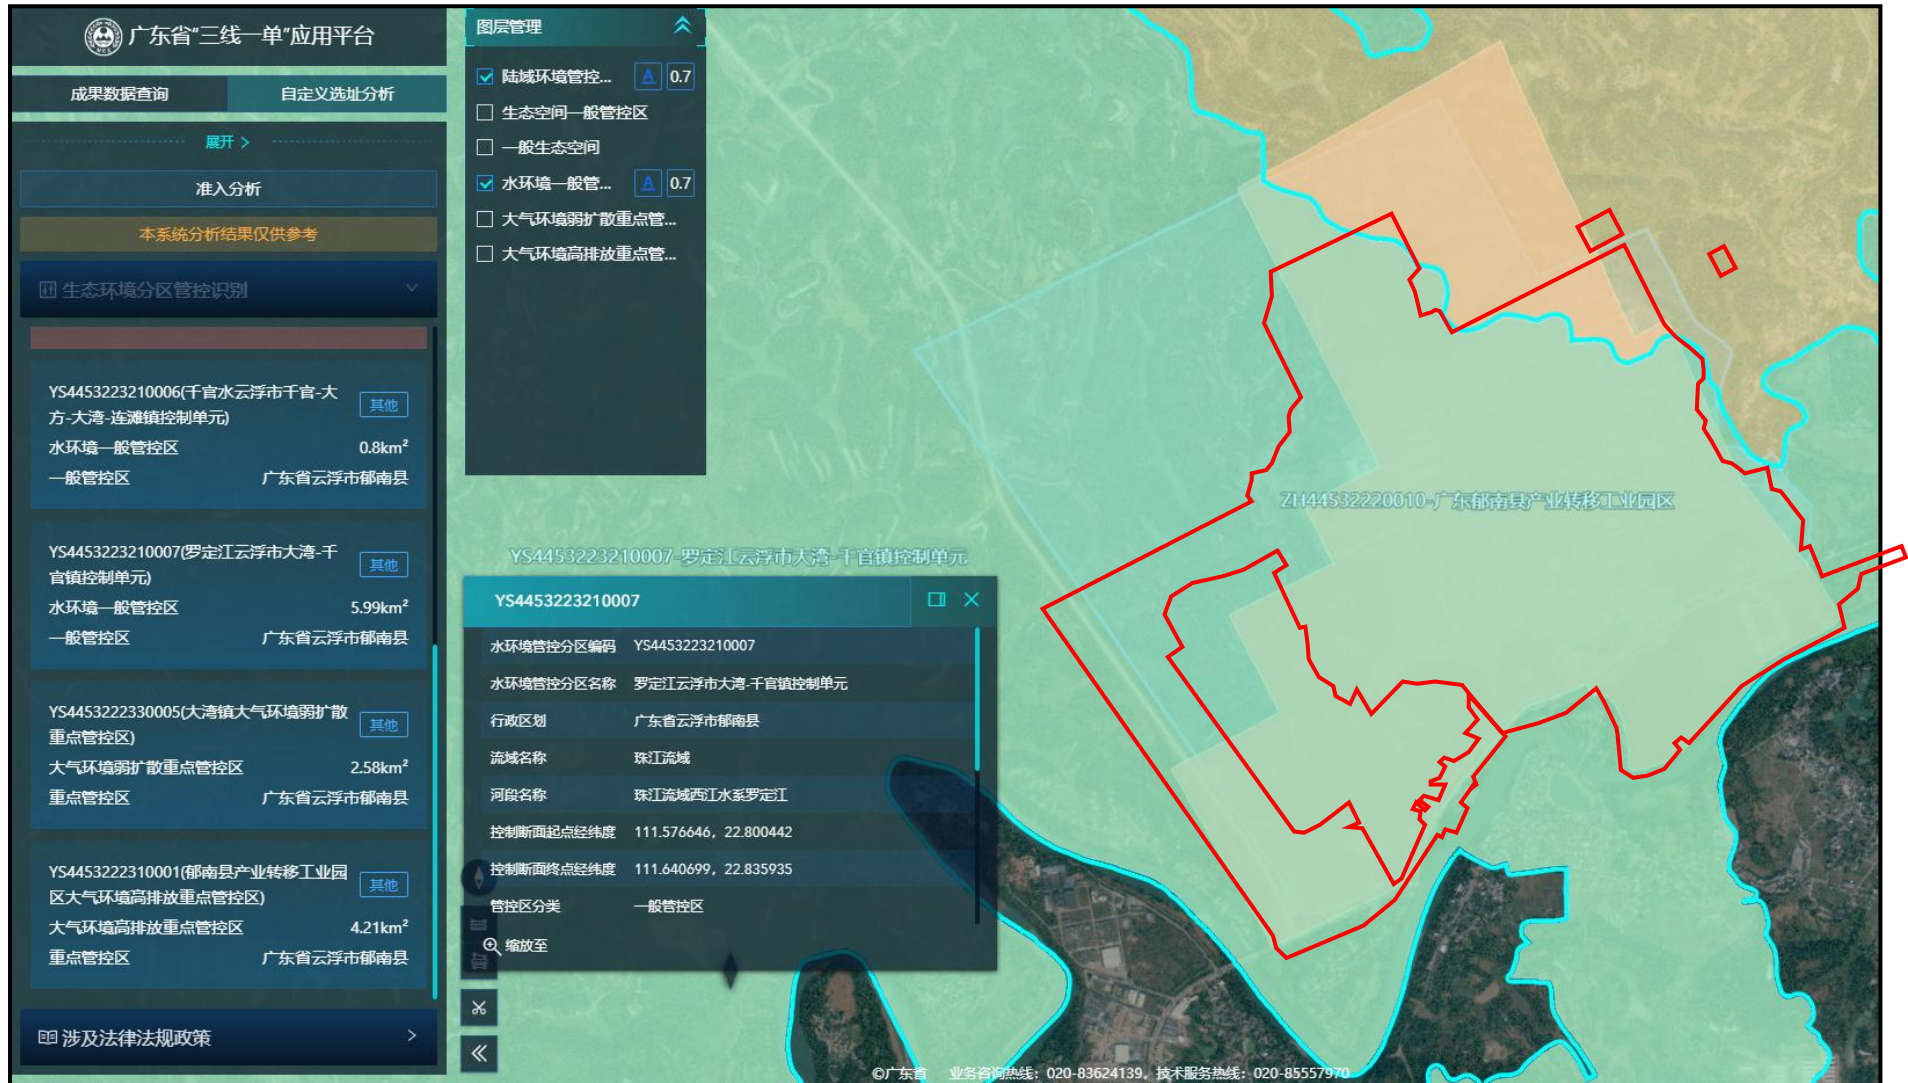 广东省“三线一单”应用平台
成果数据查询
自定义选址分析
展开 >
准入分析
本系统分析结果仅供参考
生态环境分区管控识别
YS4453223210006(千官水云浮市千官-大
方-大湾-连滩镇控制单元)
其他
水环境一般管控区 0.8km²
一般管控区 广东省云浮市郁南县
YS4453223210007(罗定江云浮市大湾-千
官镇控制单元)
其他
水环境一般管控区 5.99km²
一般管控区 广东省云浮市郁南县
YS4453222330005(大湾镇大气环境弱扩散
重点管控区)
其他
大气环境弱扩散重点管控区 2.58km²
重点管控区 广东省云浮市郁南县
YS4453222310001(郁南县产业转移工业园
区大气环境高排放重点管控区)
其他
大气环境高排放重点管控区 4.21km²
重点管控区 广东省云浮市郁南县
涉及法律法规政策 >
图层管理
陆域环境管控... A 0.7
生态空间一般管控区
一般生态空间
水环境一般管... A 0.7
大气环境弱扩散重点管...
大气环境高排放重点管...
ZH44532220010-广东郁南县产业转移工业园区
YS4453223210007-罗定江云浮市大湾-千官镇控制单元
YS4453223210007
水环境管控分区编码 YS4453223210007
水环境管控分区名称 罗定江云浮市大湾-千官镇控制单元
行政区划 广东省云浮市郁南县
流域名称 珠江流域
河段名称 珠江流域西江水系罗定江
控制断面起点经纬度 111.576646，22.800442
控制断面终点经纬度 111.640699，22.835935
管控区分类 一般管控区
缩放至
©广东省 业务咨询热线：020-83624139，技术服务热线：020-85557970